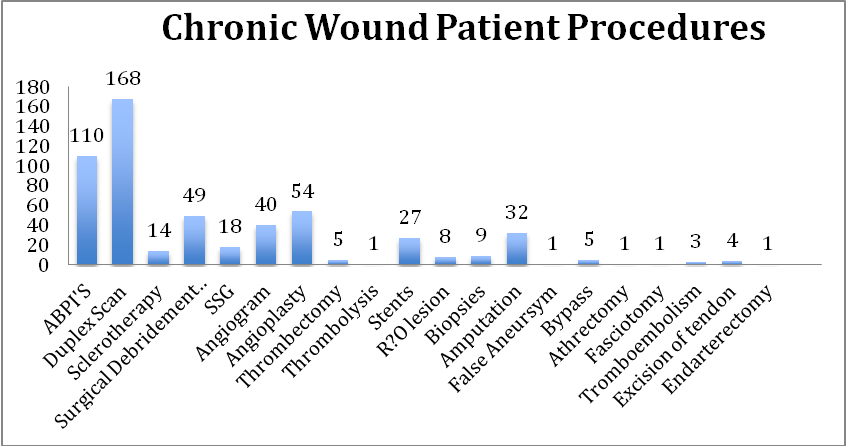 Chronic Wound Patient Procedures
180
160
140
120
100
80
60
40
20
0
110
168
14
49
18
40
54
5
1
27
8
9
32
1
5
1
1
3
4
1
ABPI'S
Duplex Scan
Sclerotherapy
Surgical Debridement..
SSG
Angiogram
Angioplasty
Thrombectomy
Thrombolysis
Stents
R?O lesion
Biopsies
Amputation
False Aneursym
Bypass
Athrectomy
Fasciotomy
Tromboembolism
Excision of tendon
Endarterectomy